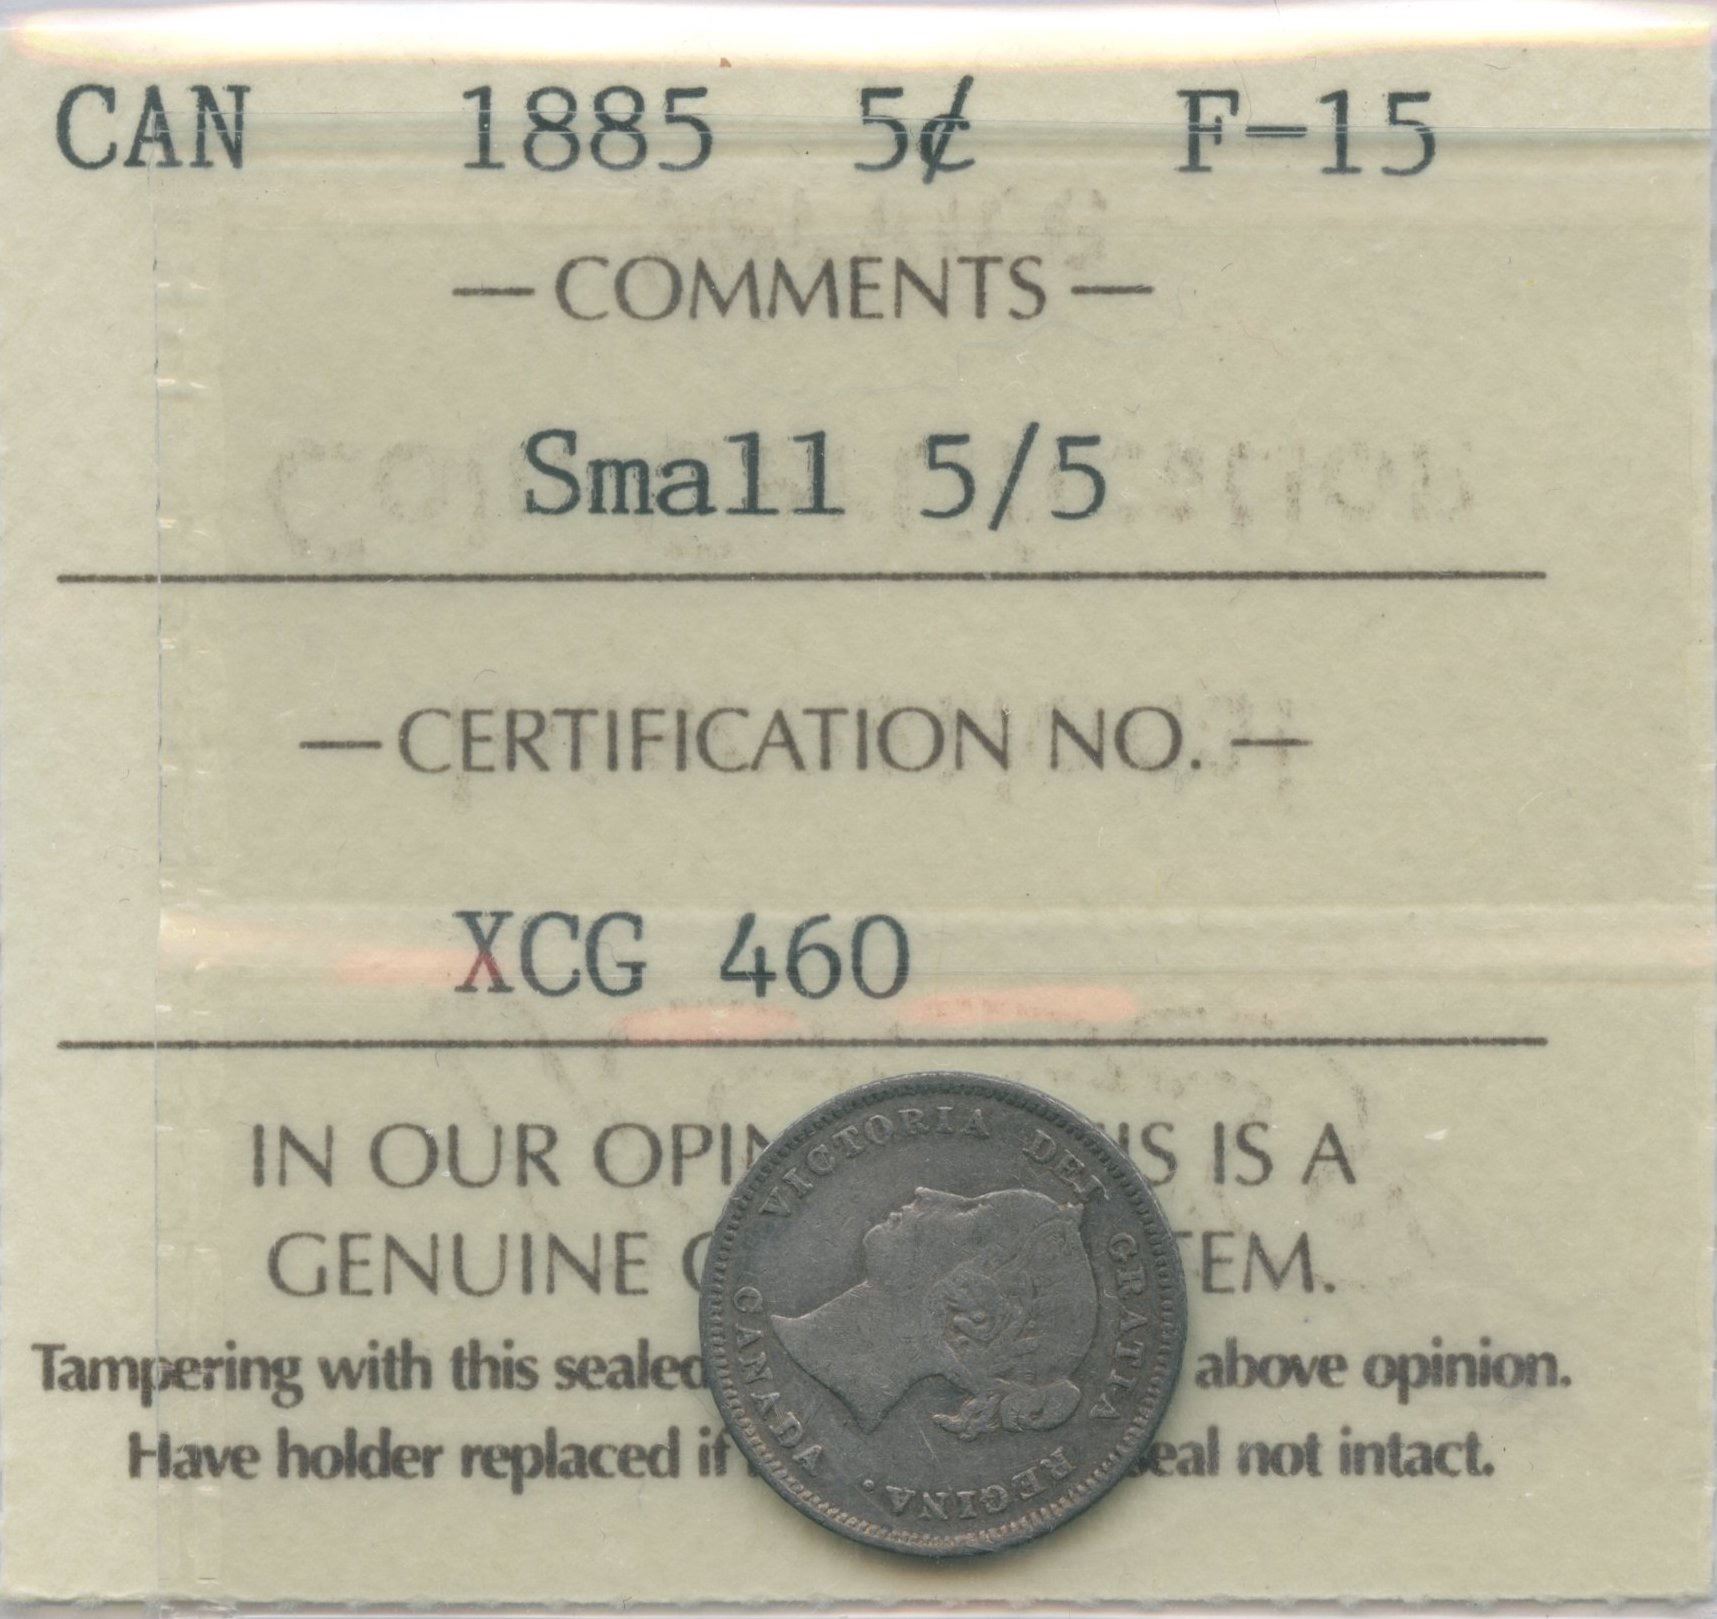 CAN 1885 5¢ F-15
— COMMENTS —
Small 5/5
— CERTIFICATION NO. —
XCG 460
IN OUR OPIN IS IS A
GENUINE C TEM.
Tampering with this sealed above opinion.
Have holder replaced if seal not intact.
VICTORIA DEI GRATIA REGINA. CANADA